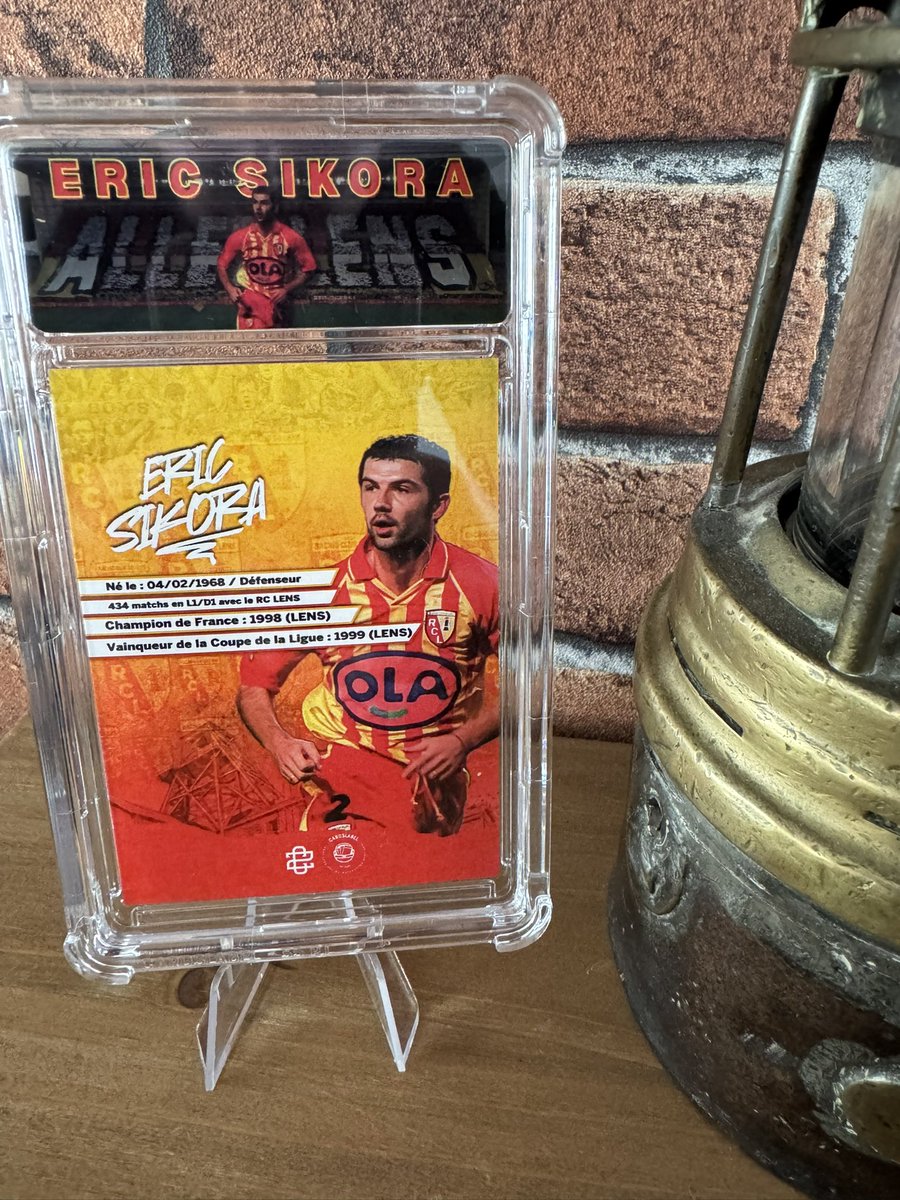 ERIC SIKORA
ALLEZ LENS
OLA
ERIC
SIKORA
Né le : 04/02/1968 / Défenseur
434 matchs en L1/D1 avec le RC LENS
Champion de France : 1998 (LENS)
Vainqueur de la Coupe de la Ligue : 1999 (LENS)
RCL
OLA
2